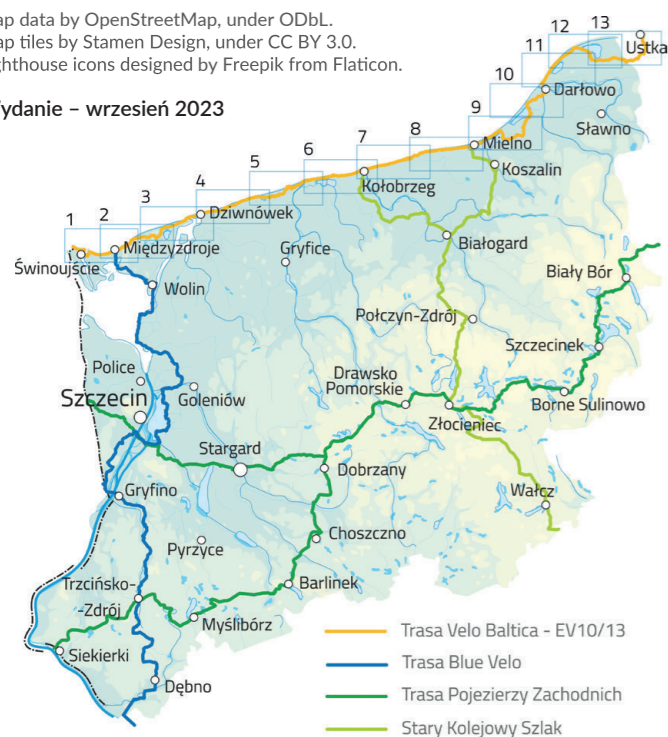 ap data by OpenStreetMap, under ODbL.
ap tiles by Stamen Design, under CC BY 3.0.
ghthouse icons designed by Freepik from Flaticon.
Wydanie – wrzesień 2023
13
12
11
10
9
8
7
6
5
4
3
2
1
Ustka
Darłowo
Sławno
Mielno
Koszalin
Kołobrzeg
Dziwnówek
Międzyzdroje
Świnoujście
Gryfice
Białogard
Wolin
Biały Bór
Połczyn-Zdrój
Szczecinek
Police
Szczecin
Goleniów
Drawsko
Pomorskie
Borne Sulinowo
Złocieniec
Stargard
Dobrzany
Gryfino
Wałcz
Choszczno
Pyrzyce
Barlinek
Trzcińsko-
-Zdrój
Myślibórz
Siekierki
Dębno
Trasa Velo Baltica - EV10/13
Trasa Blue Velo
Trasa Pojezierzy Zachodnich
Stary Kolejowy Szlak